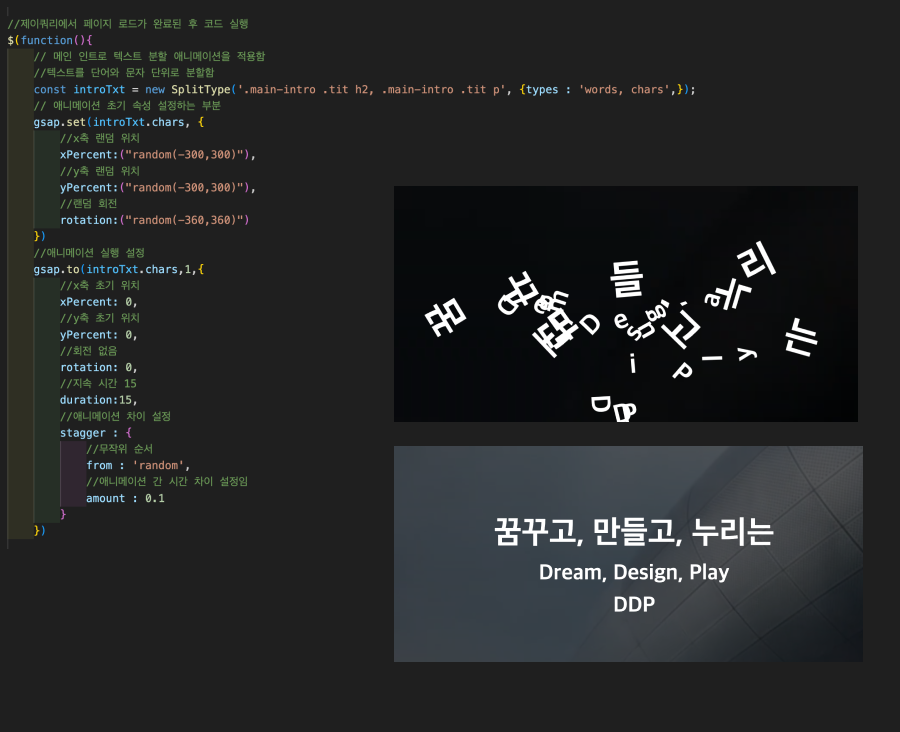 //제이쿼리에서 페이지 로드가 완료된 후 코드 실행
$(function(){
// 메인 인트로 텍스트 분할 애니메이션을 적용함
//텍스트를 단어와 문자 단위로 분할함
const introTxt = new SplitType('.main-intro .tit h2, .main-intro .tit p', {types : 'words, chars',});
// 애니메이션 초기 속성 설정하는 부분
gsap.set(introTxt.chars, {
//x축 랜덤 위치
xPercent:("random(-300,300)"),
//y축 랜덤 위치
yPercent:("random(-300,300)"),
//랜덤 회전
rotation:("random(-360,360)")
})
//애니메이션 실행 설정
gsap.to(introTxt.chars,1,{
//x축 초기 위치
xPercent: 0,
//y축 초기 위치
yPercent: 0,
//회전 없음
rotation: 0,
//지속 시간 15
duration:15,
//애니메이션 차이 설정
stagger : {
//무작위 순서
from : 'random',
//애니메이션 간 시간 차이 설정임
amount : 0.1
}
})
꿈꾸고, 만들고, 누리는
Dream, Design, Play
DDP